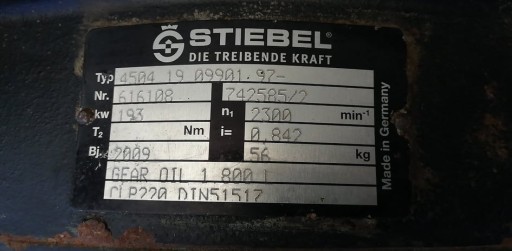 STIEBEL
DIE TREIBENDE KRAFT
Typ 4504 19 09901.97-
Nr. 616108 742585/2
kw 193 n1 2300 min-1
T2 Nm i= 0,842
Bj. 2009 56 kg
GEAR OIL 1,800 l
CLP220 DIN51517
Made in Germany